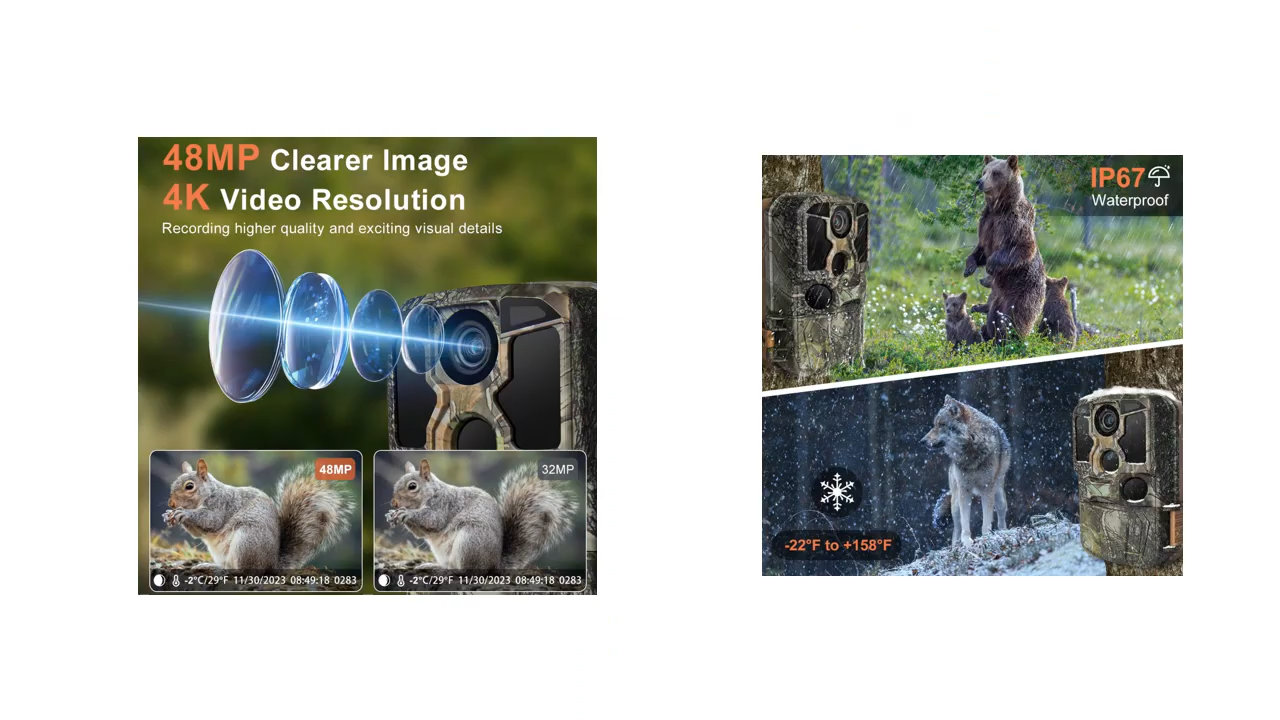 48MP Clearer Image
4K Video Resolution
Recording higher quality and exciting visual details
48MP
-2°C/29°F 11/30/2023 08:49:18 0283
32MP
-2°C/29°F 11/30/2023 08:49:18 0283
IP67
Waterproof
-22°F to +158°F